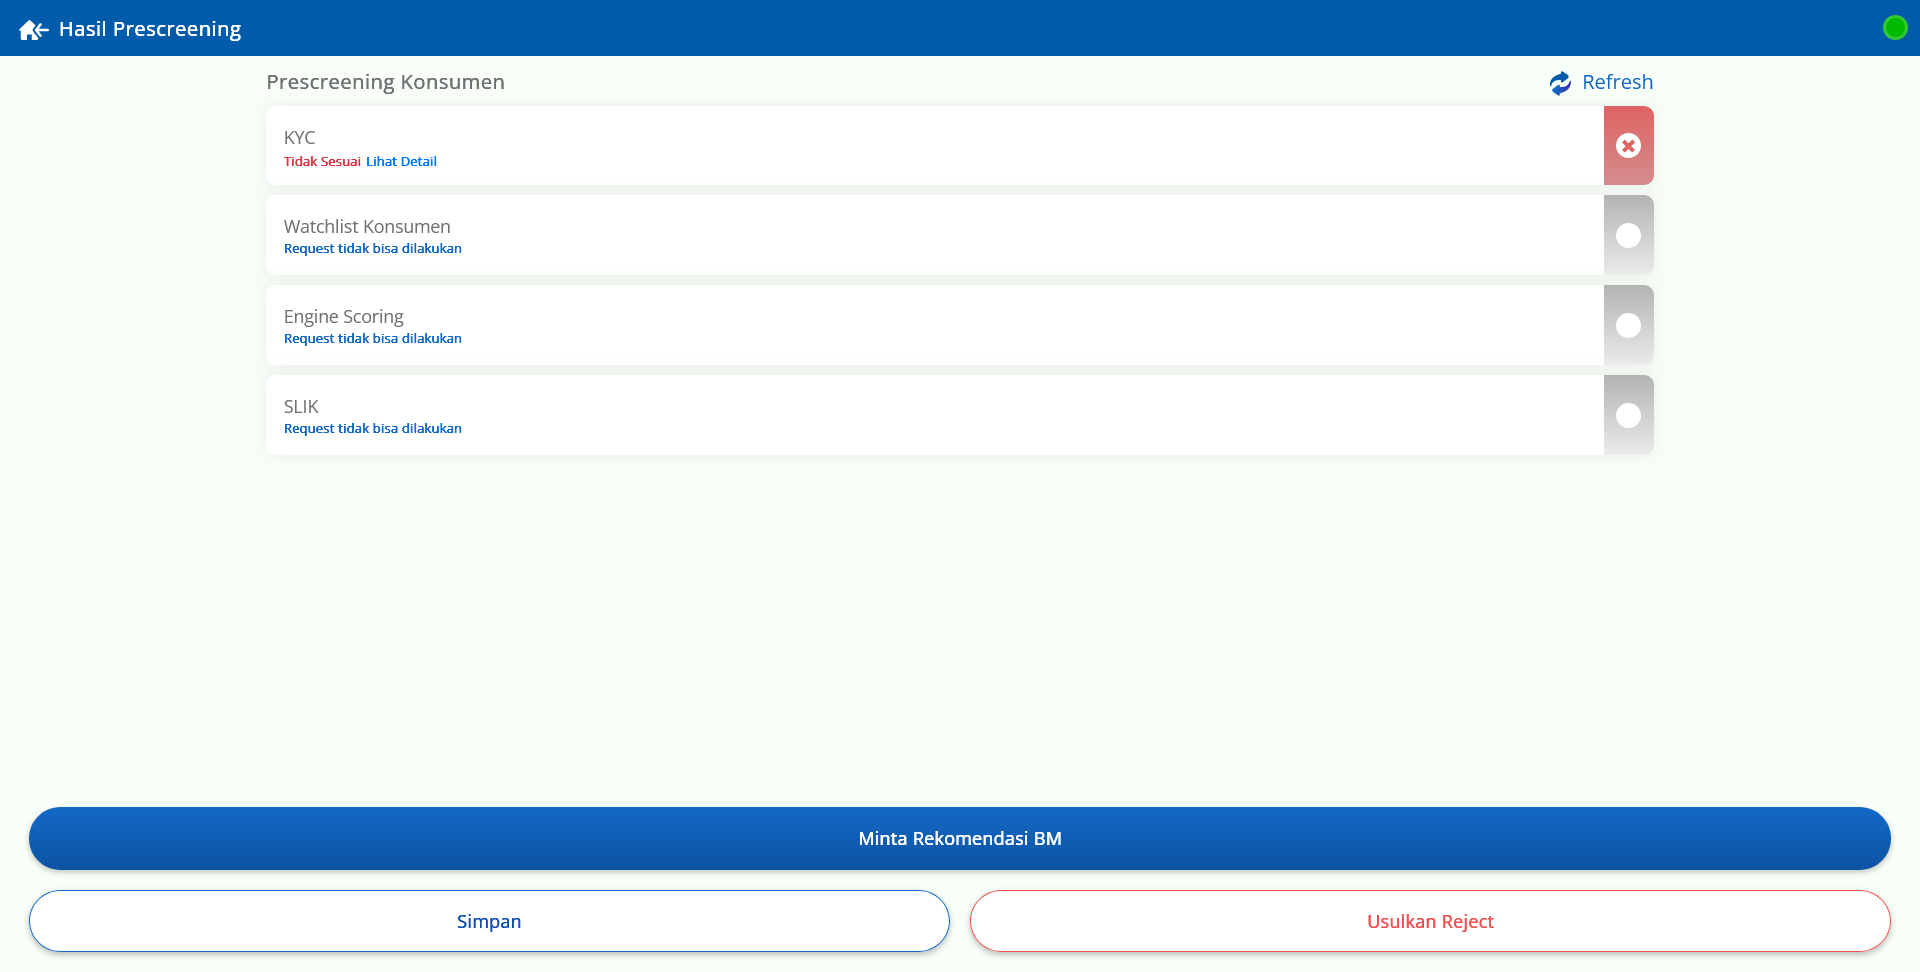 Hasil Prescreening
Prescreening Konsumen
Refresh
KYC
Tidak Sesuai Lihat Detail
Watchlist Konsumen
Request tidak bisa dilakukan
Engine Scoring
Request tidak bisa dilakukan
SLIK
Request tidak bisa dilakukan
Minta Rekomendasi BM
Simpan
Usulkan Reject